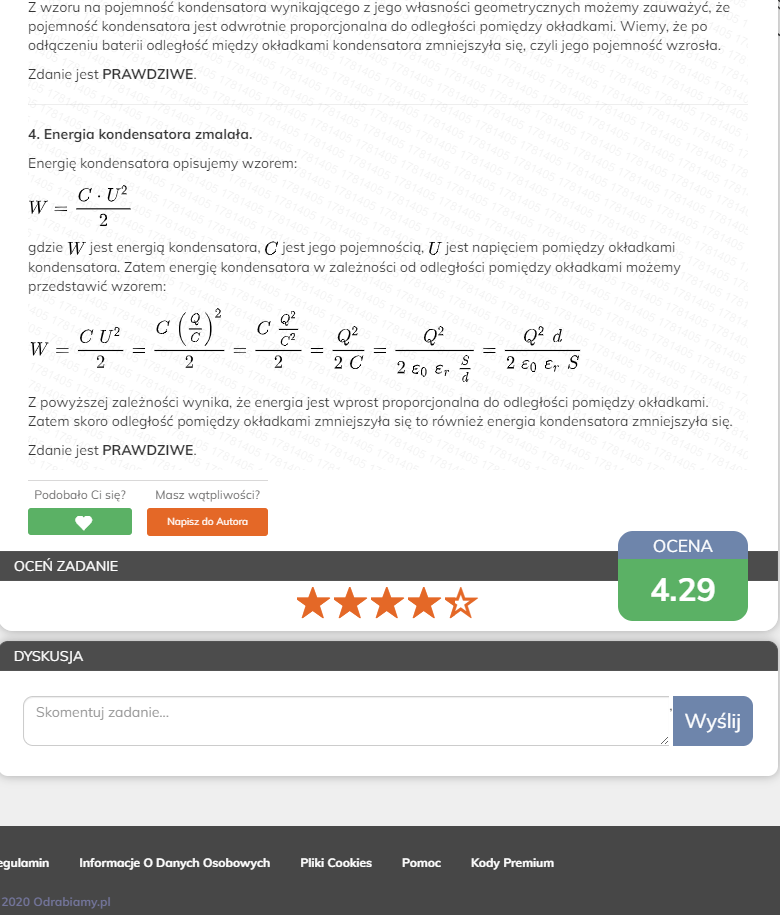 Z wzoru na pojemność kondensatora wynikającego z jego własności geometrycznych możemy zauważyć, że
pojemność kondensatora jest odwrotnie proporcjonalna do odległości pomiędzy okładkami. Wiemy, że po
odłączeniu baterii odległość między okładkami kondensatora zmniejszyła się, czyli jego pojemność wzrosła.
Zdanie jest PRAWDZIWE.
4. Energia kondensatora zmalała.
Energię kondensatora opisujemy wzorem:
W = \frac{C \cdot U^2}{2}
gdzie W jest energią kondensatora, C jest jego pojemnością, U jest napięciem pomiędzy okładkami
kondensatora. Zatem energię kondensatora w zależności od odległości pomiędzy okładkami możemy
przedstawić wzorem:
W = \frac{C U^2}{2} = \frac{C \left(\frac{Q}{C}\right)^2}{2} = \frac{C \frac{Q^2}{C^2}}{2} = \frac{Q^2}{2 C} = \frac{Q^2}{2 ε_0 ε_r \frac{S}{d}} = \frac{Q^2 d}{2 ε_0 ε_r S}
Z powyższej zależności wynika, że energia jest wprost proporcjonalna do odległości pomiędzy okładkami.
Zatem skoro odległość pomiędzy okładkami zmniejszyła się to również energia kondensatora zmniejszyła się.
Zdanie jest PRAWDZIWE.
Podobało Ci się? Masz wątpliwości?
Napisz do Autora
OCENA
OCEŃ ZADANIE
4.29
DYSKUSJA
Skomentuj zadanie...
Wyślij
egulamin Informacje O Danych Osobowych Pliki Cookies Pomoc Kody Premium
2020 Odrabiamy.pl